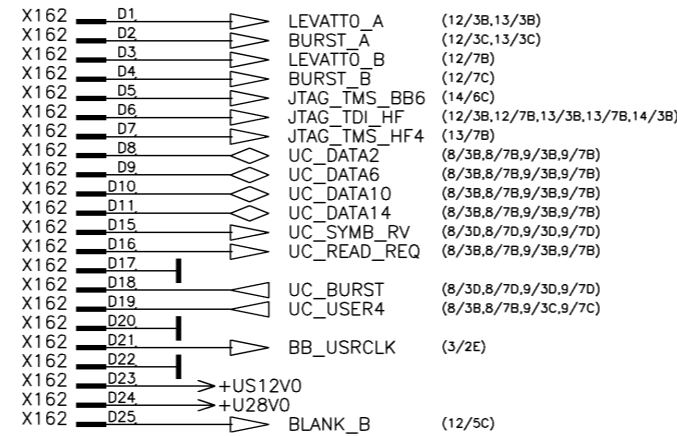 X162 D1 LEVATT0_A (12/3B,13/3B)
X162 D2 BURST_A (12/3C,13/3C)
X162 D3 LEVATT0_B (12/7B)
X162 D4 BURST_B (12/7C)
X162 D5 JTAG_TMS_BB6 (14/6C)
X162 D6 JTAG_TDI_HF (12/3B,12/7B,13/3B,13/7B,14/3B)
X162 D7 JTAG_TMS_HF4 (13/7B)
X162 D8 UC_DATA2 (8/3B,8/7B,9/3B,9/7B)
X162 D9 UC_DATA6 (8/3B,8/7B,9/3B,9/7B)
X162 D10 UC_DATA10 (8/3B,8/7B,9/3B,9/7B)
X162 D11 UC_DATA14 (8/3B,8/7B,9/3B,9/7B)
X162 D15 UC_SYMB_RV (8/3D,8/7D,9/3D,9/7D)
X162 D16 UC_READ_REQ (8/3B,8/7B,9/3B,9/7B)
X162 D17
X162 D18 UC_BURST (8/3D,8/7D,9/3D,9/7D)
X162 D19 UC_USER4 (8/3B,8/7B,9/3C,9/7C)
X162 D20
X162 D21 BB_USRCLK (3/2E)
X162 D22
X162 D23 +US12V0
X162 D24 +U28V0
X162 D25 BLANK_B (12/5C)